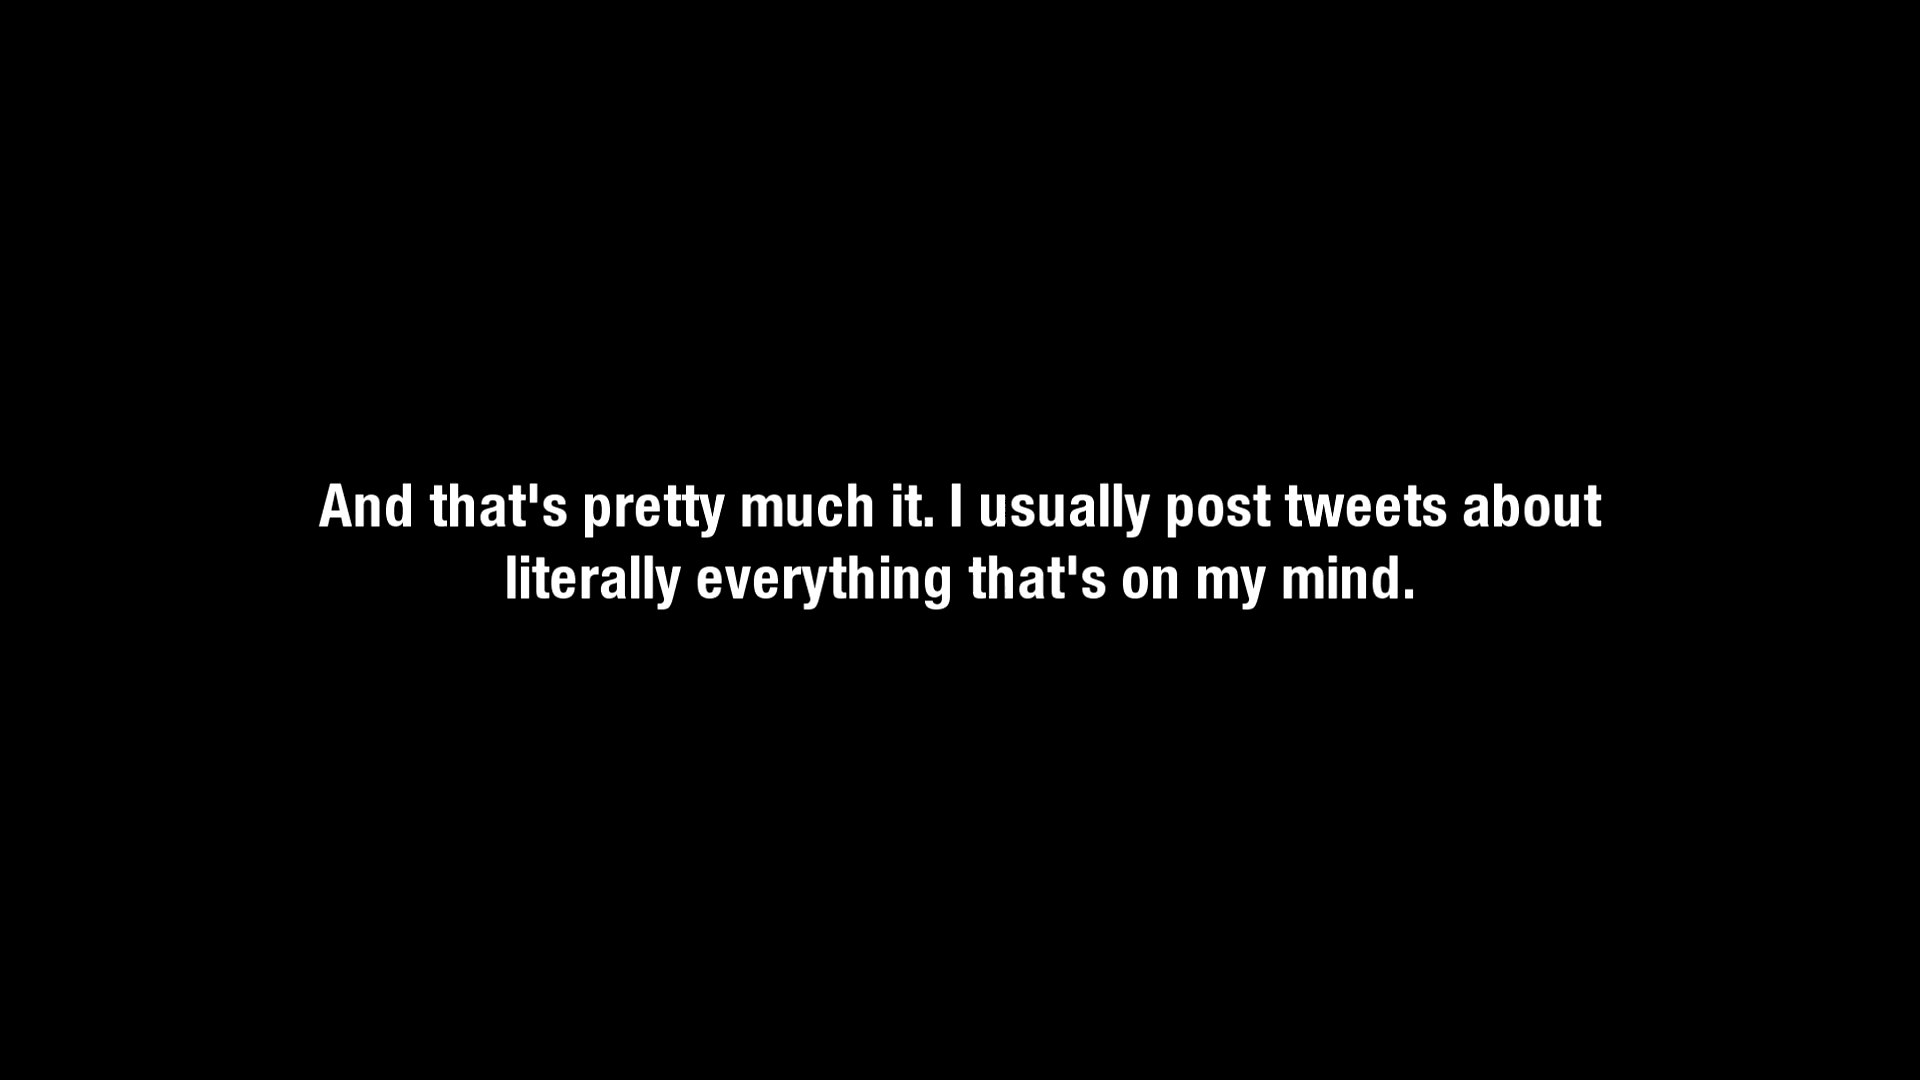 And that's pretty much it. I usually post tweets about
literally everything that's on my mind.